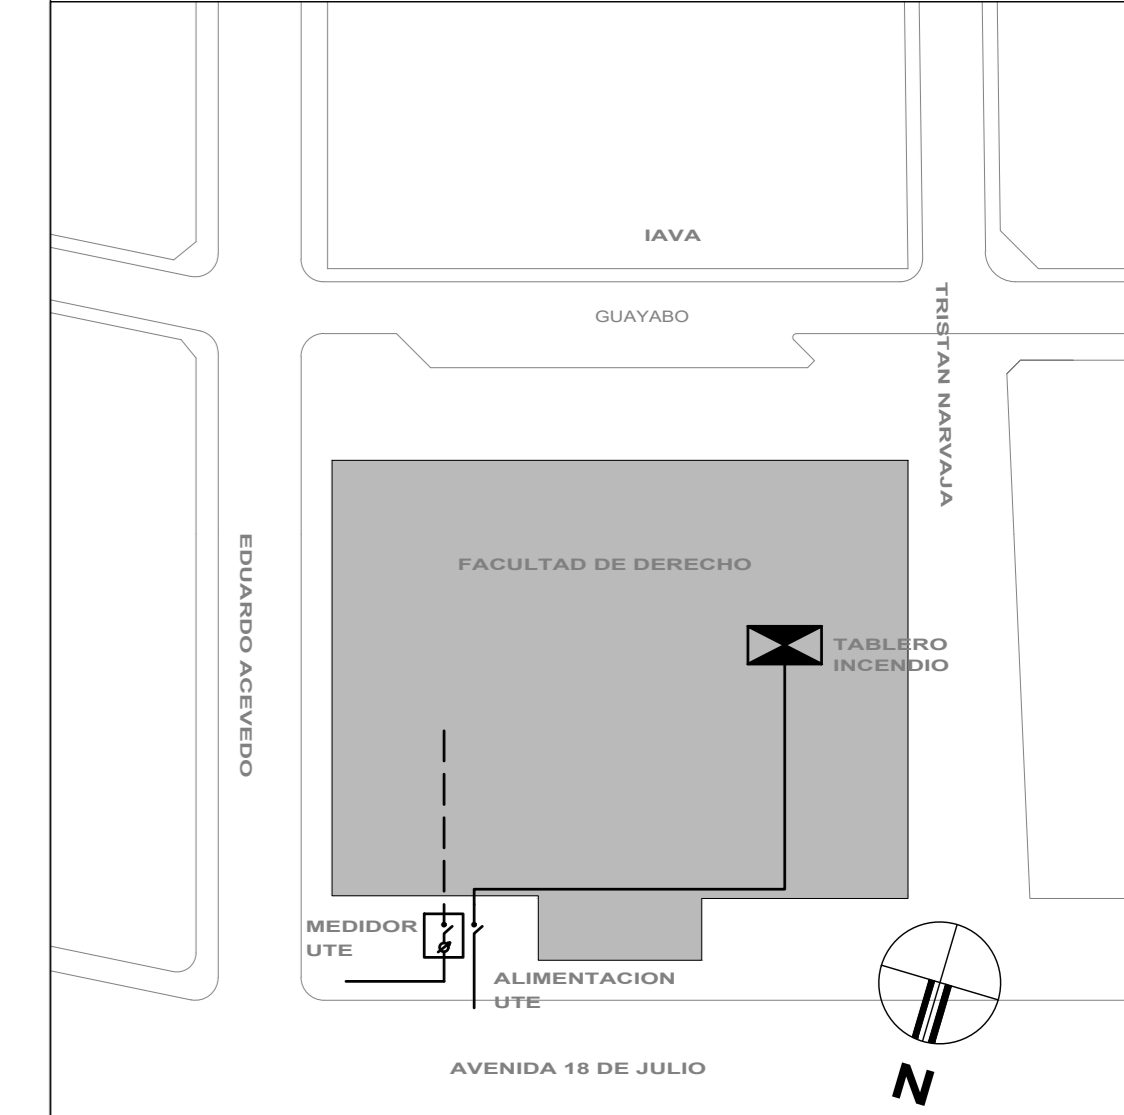 IAVA
GUAYABO
TRISTAN NARVAJA
FACULTAD DE DERECHO
EDUARDO ACEVEDO
TABLERO
INCENDIO
MEDIDOR
UTE
ALIMENTACION
UTE
AVENIDA 18 DE JULIO
N